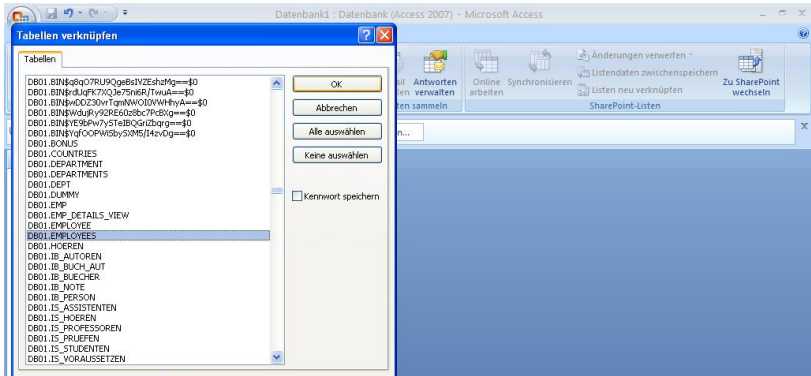 Datenbank1 : Datenbank (Access 2007) - Microsoft Access
Tabellen verknüpfen
Tabellen
DB01.BIN$q8qO7RU9QgeBsIVZEshzMg==$0
DB01.BIN$rdUqFK7XQJe75ni6R/TwuA==$0
DB01.BIN$wDDZ30vrTqmNWOI0VWHhyA==$0
DB01.BIN$WdujRy92RE60z8bc7PcBXg==$0
DB01.BIN$YE9bPw7ySTeIBQGriZbqrg==$0
DB01.BIN$YqfOOPWiSbySXM5/I4zvDg==$0
DB01.BONUS
DB01.COUNTRIES
DB01.DEPARTMENT
DB01.DEPARTMENTS
DB01.DEPT
DB01.DUMMY
DB01.EMP
DB01.EMP_DETAILS_VIEW
DB01.EMPLOYEE
DB01.EMPLOYEES
DB01.HOEREN
DB01.IB_AUTOREN
DB01.IB_BUCH_AUT
DB01.IB_BUECHER
DB01.IB_NOTE
DB01.IB_PERSON
DB01.IS_ASSISTENTEN
DB01.IS_HOEREN
DB01.IS_PROFESSOREN
DB01.IS_PRUEFEN
DB01.IS_STUDENTEN
DB01.IS_VORAUSSETZEN
OK
Abbrechen
Alle auswählen
Keine auswählen
Kennwort speichern
Antworten
verwalten
ten sammeln
n...
Online
arbeiten
Synchronisieren
Änderungen verwerfen
Listendaten zwischenspeichern
Listen neu verknüpfen
Zu SharePoint
wechseln
SharePoint-Listen